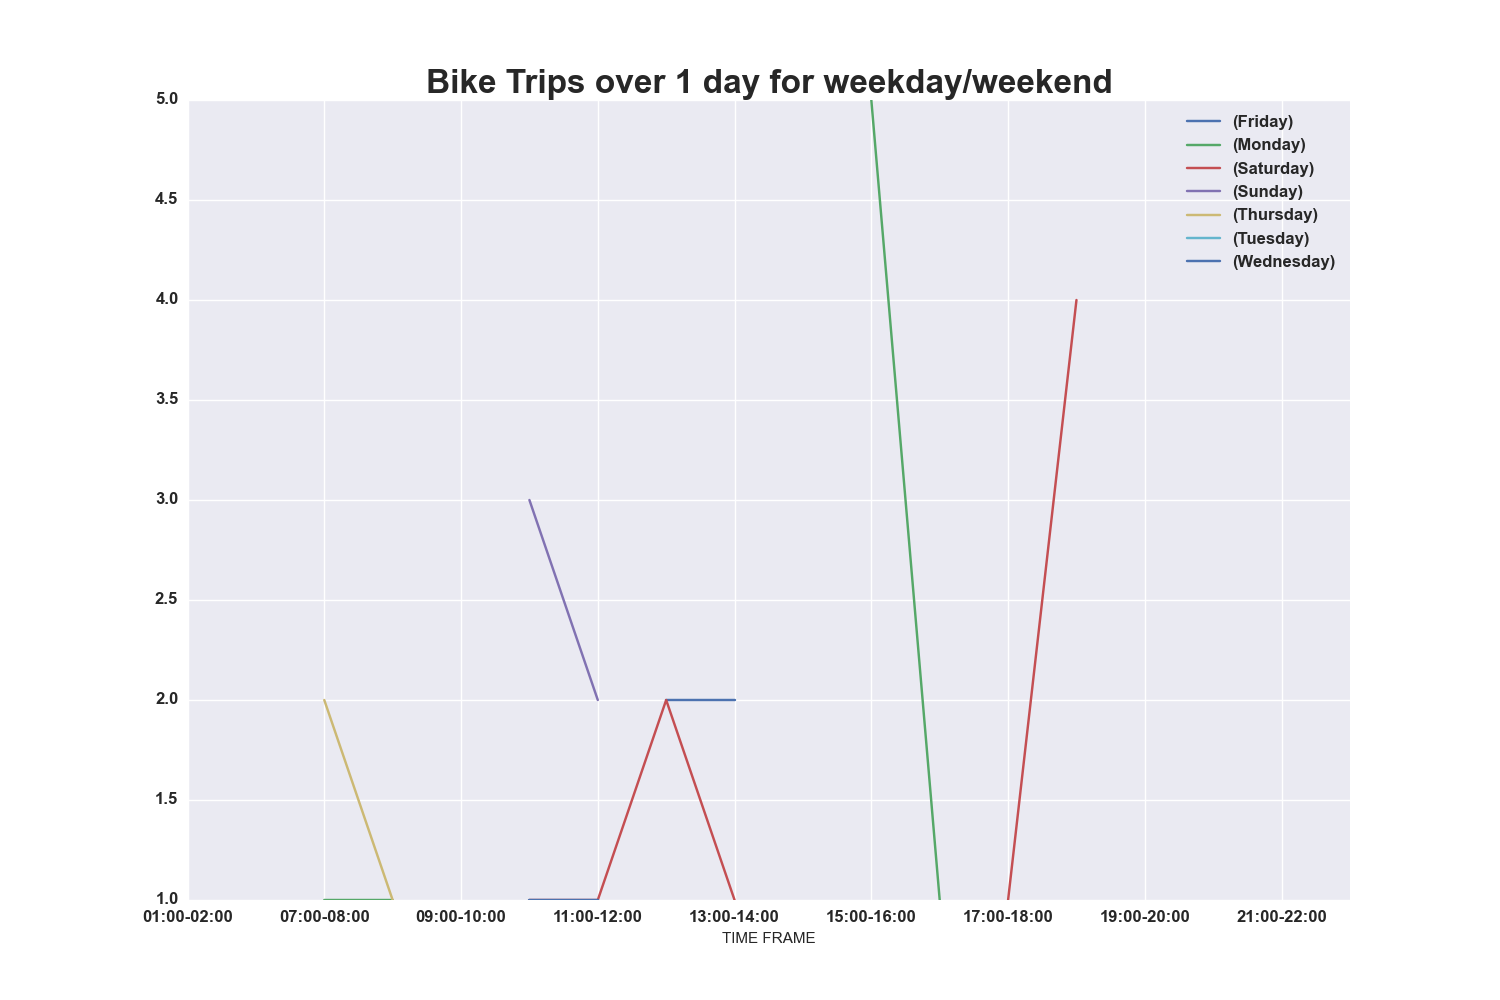 Bike Trips over 1 day for weekday/weekend
5.0
4.5
4.0
3.5
3.0
2.5
2.0
1.5
1.0
(Friday)
(Monday)
(Saturday)
(Sunday)
(Thursday)
(Tuesday)
(Wednesday)
01:00-02:00 07:00-08:00 09:00-10:00 11:00-12:00 13:00-14:00 15:00-16:00 17:00-18:00 19:00-20:00 21:00-22:00
TIME FRAME